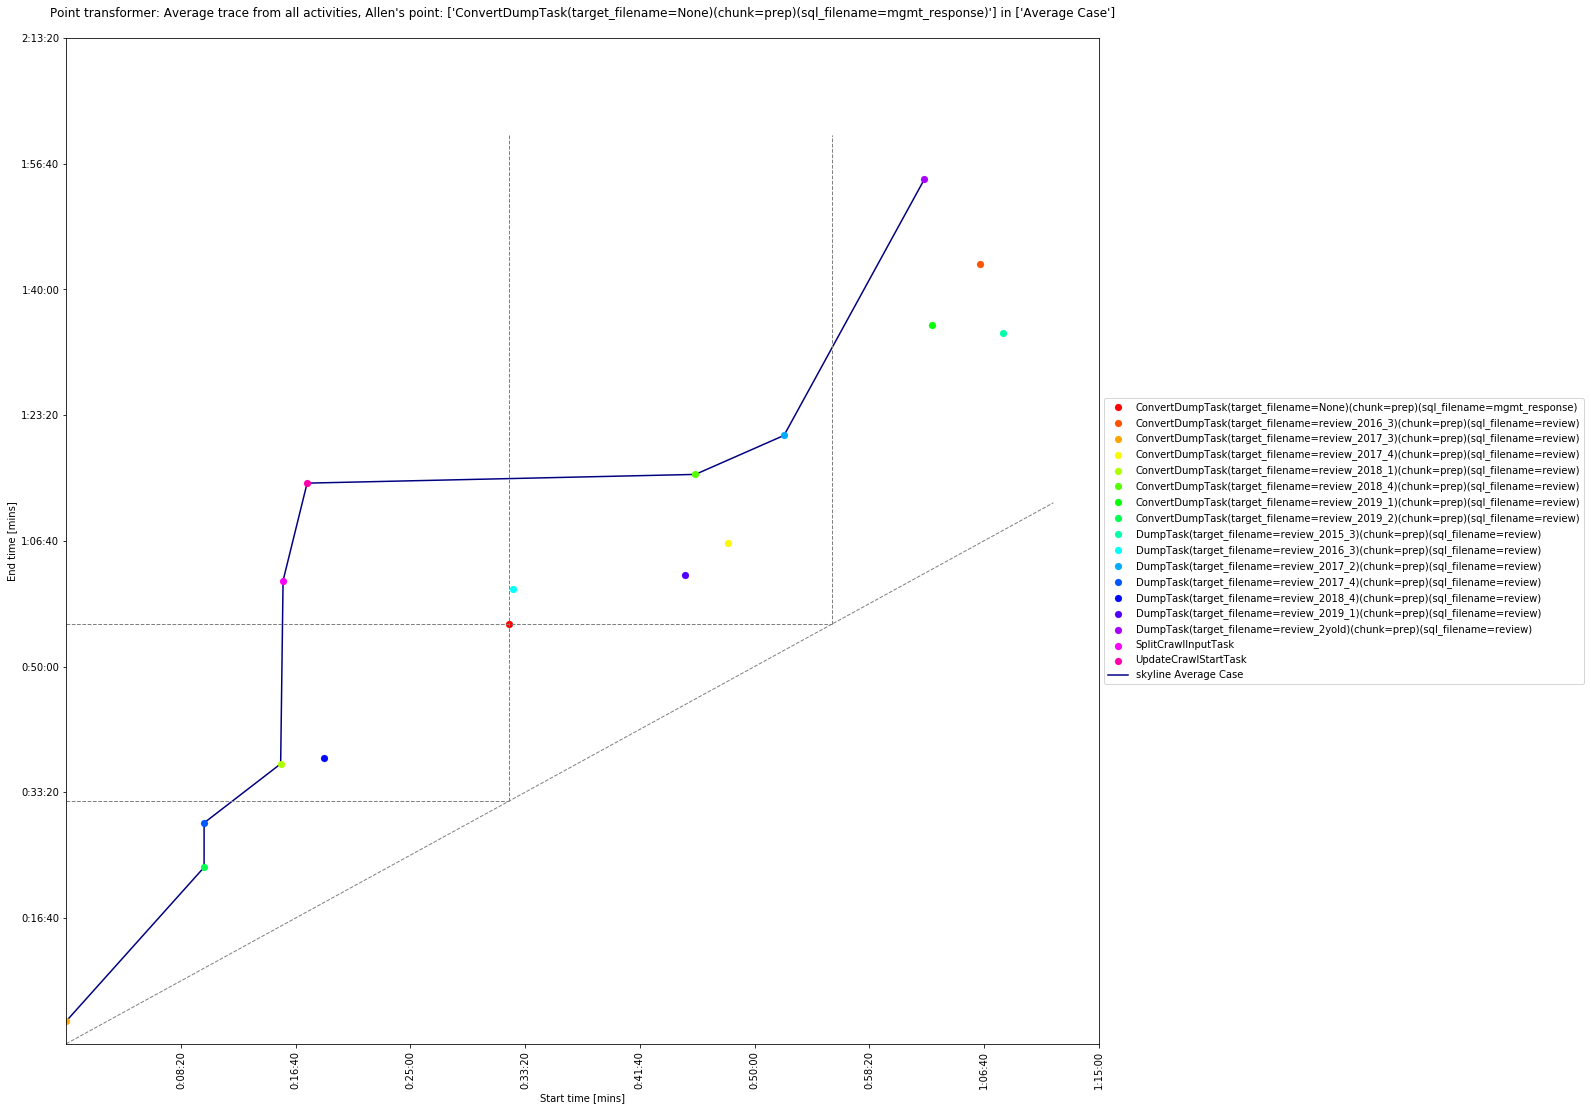 Point transformer: Average trace from all activities, Allen's point: ['ConvertDumpTask(target_filename=None)(chunk=prep)(sql_filename=mgmt_response)'] in ['Average Case']
2:13:20
1:56:40
1:40:00
1:23:20
1:06:40
0:50:00
0:33:20
0:16:40
End time [mins]
0:08:20
0:16:40
0:25:00
0:33:20
0:41:40
0:50:00
0:58:20
1:06:40
1:15:00
Start time [mins]
ConvertDumpTask(target_filename=None)(chunk=prep)(sql_filename=mgmt_response)
ConvertDumpTask(target_filename=review_2016_3)(chunk=prep)(sql_filename=review)
ConvertDumpTask(target_filename=review_2017_3)(chunk=prep)(sql_filename=review)
ConvertDumpTask(target_filename=review_2017_4)(chunk=prep)(sql_filename=review)
ConvertDumpTask(target_filename=review_2018_1)(chunk=prep)(sql_filename=review)
ConvertDumpTask(target_filename=review_2018_4)(chunk=prep)(sql_filename=review)
ConvertDumpTask(target_filename=review_2019_1)(chunk=prep)(sql_filename=review)
ConvertDumpTask(target_filename=review_2019_2)(chunk=prep)(sql_filename=review)
DumpTask(target_filename=review_2015_3)(chunk=prep)(sql_filename=review)
DumpTask(target_filename=review_2016_3)(chunk=prep)(sql_filename=review)
DumpTask(target_filename=review_2017_2)(chunk=prep)(sql_filename=review)
DumpTask(target_filename=review_2017_4)(chunk=prep)(sql_filename=review)
DumpTask(target_filename=review_2018_4)(chunk=prep)(sql_filename=review)
DumpTask(target_filename=review_2019_1)(chunk=prep)(sql_filename=review)
DumpTask(target_filename=review_2yold)(chunk=prep)(sql_filename=review)
SplitCrawlInputTask
UpdateCrawlStartTask
skyline Average Case